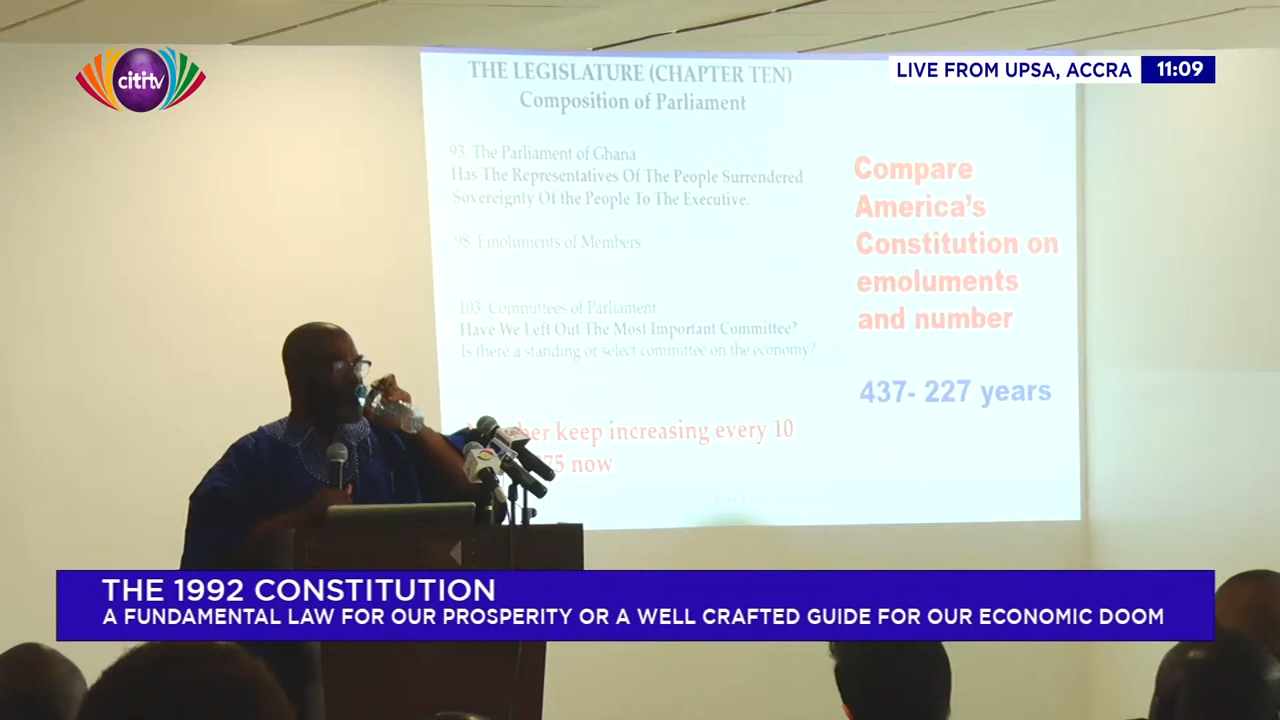 citi tv
LIVE FROM UPSA, ACCRA
11:09
THE LEGISLATURE (CHAPTER TEN)
Composition of Parliament
93. The Parliament of Ghana
Has The Representatives Of The People Surrendered
Sovereignty Of the People To The Executive.
98. Emoluments of Members
103. Committees of Parliament
Have We Left Out The Most Important Committee?
Is there a standing or select committee on the economy?
keep increasing every 10
now
Compare
America's
Constitution on
emoluments
and number
437- 227 years
THE 1992 CONSTITUTION
A FUNDAMENTAL LAW FOR OUR PROSPERITY OR A WELL CRAFTED GUIDE FOR OUR ECONOMIC DOOM